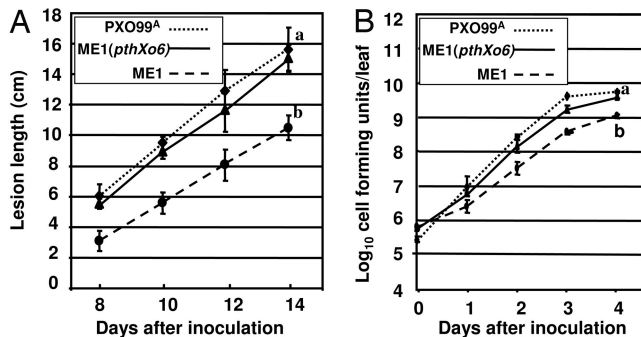 A
PXO99A
ME1(pthXo6)
ME1
Lesion length (cm)
18
16
14
12
10
8
6
4
2
0
a
b
8 10 12 14
Days after inoculation
B
PXO99A
ME1(pthXo6)
ME1
Log10 cell forming units/leaf
12
11
10
9
8
7
6
5
4
a
b
0 1 2 3 4
Days after inoculation